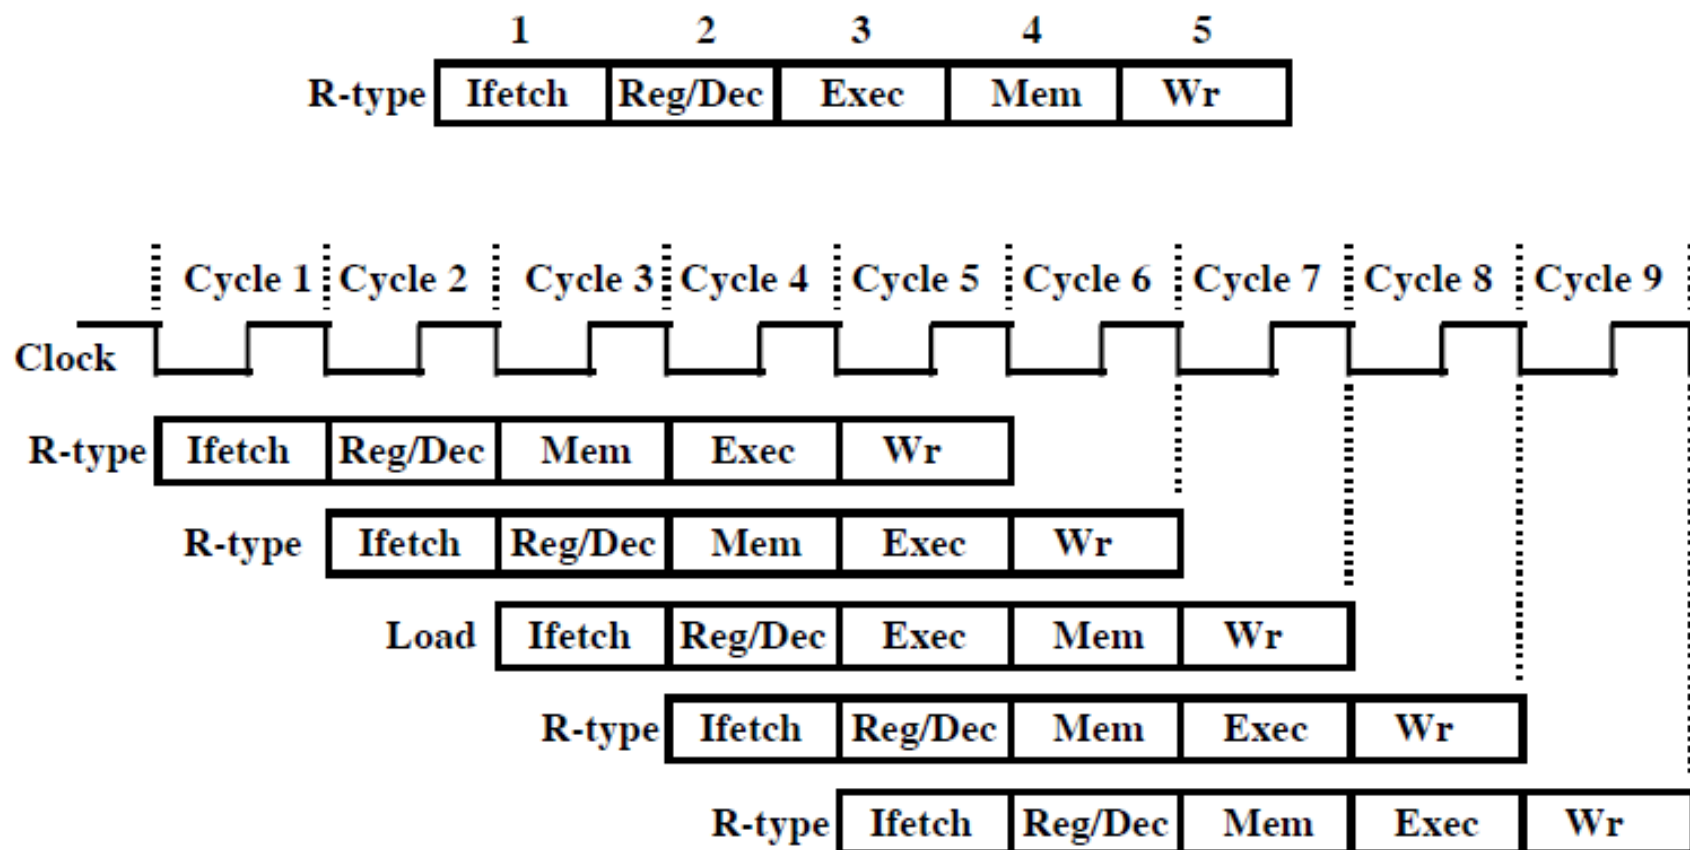 1 2 3 4 5
R-type Ifetch Reg/Dec Exec Mem Wr
Cycle 1 Cycle 2 Cycle 3 Cycle 4 Cycle 5 Cycle 6 Cycle 7 Cycle 8 Cycle 9
Clock
R-type Ifetch Reg/Dec Mem Exec Wr
R-type Ifetch Reg/Dec Mem Exec Wr
Load Ifetch Reg/Dec Exec Mem Wr
R-type Ifetch Reg/Dec Mem Exec Wr
R-type Ifetch Reg/Dec Mem Exec Wr